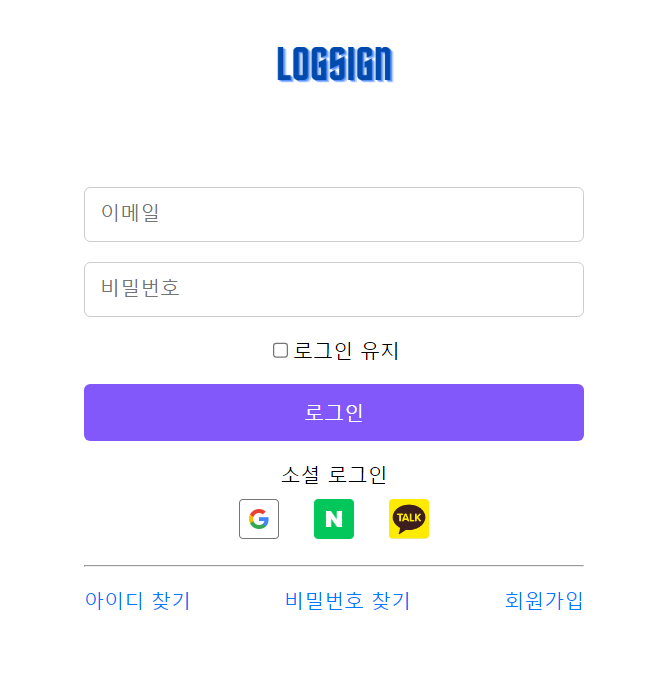 LOGSIGN
이메일
비밀번호
로그인 유지
로그인
소셜 로그인
G N TALK
아이디 찾기 비밀번호 찾기 회원가입